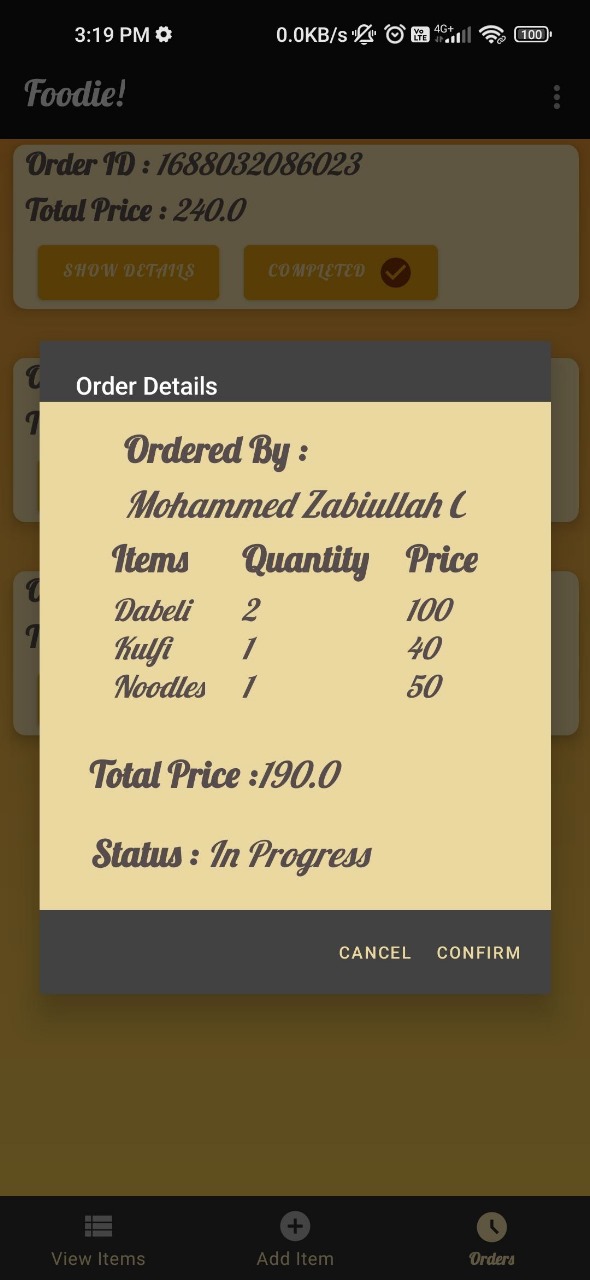 3:19 PM 0.0KB/s Vo LTE 4G+ 100
Foodie!
Order ID : 1688032086023
Total Price : 240.0
SHOW DETAILS COMPLETED
Order Details
Ordered By :
Mohammed Zabiullah C
Items Quantity Price
Dabeli 2 100
Kulfi 1 40
Noodles 1 50
Total Price :190.0
Status : In Progress
CANCEL CONFIRM
View Items Add Item Orders